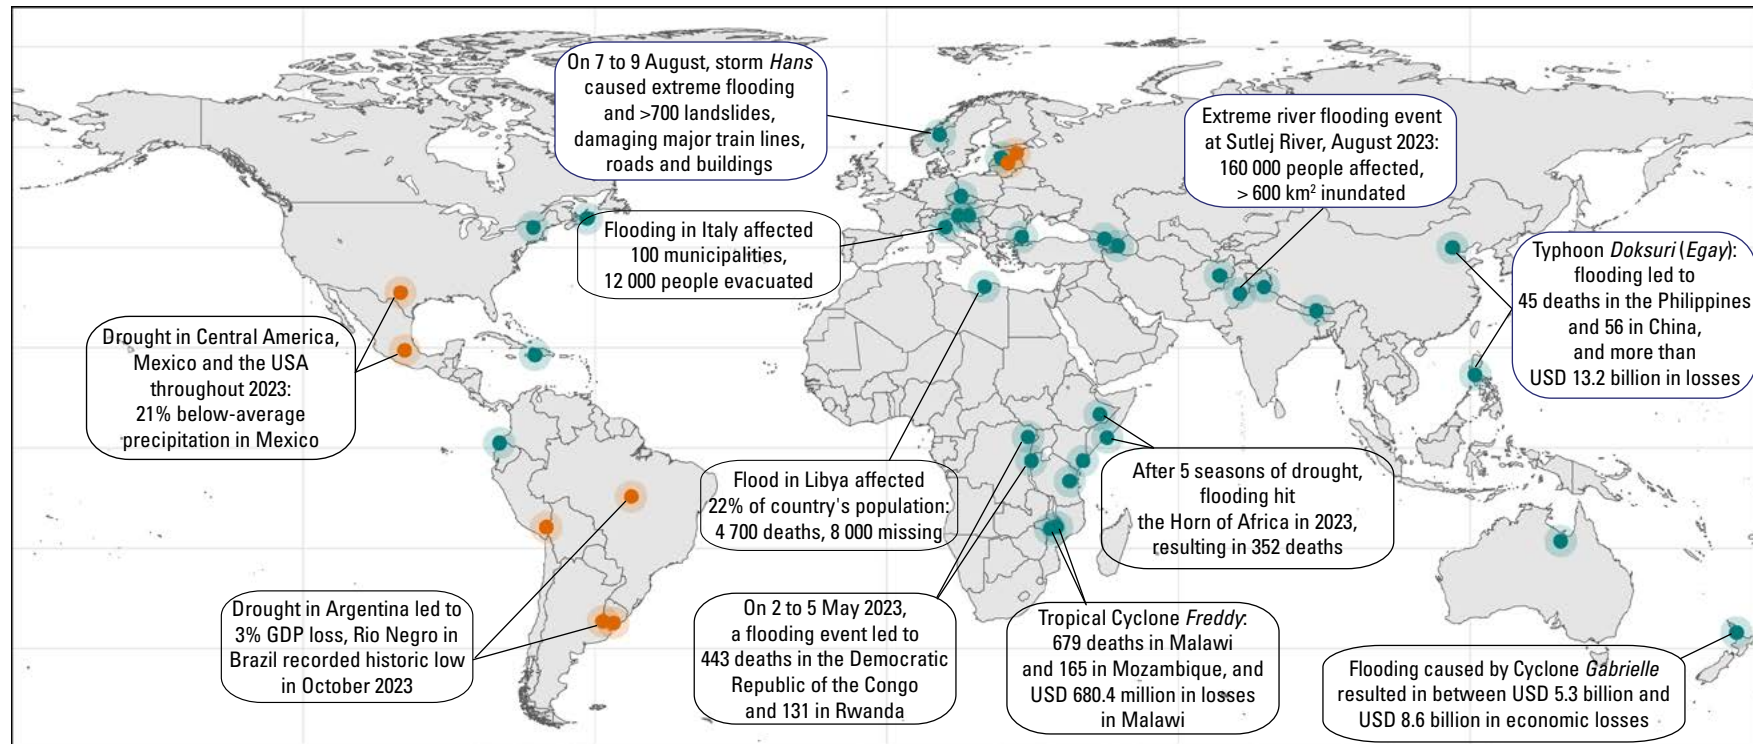 On 7 to 9 August, storm Hans
caused extreme flooding
and >700 landslides,
damaging major train lines,
roads and buildings
Extreme river flooding event
at Sutlej River, August 2023:
160 000 people affected,
> 600 km² inundated
Flooding in Italy affected
100 municipalities,
12 000 people evacuated
Typhoon Doksuri (Egay):
flooding led to
45 deaths in the Philippines
and 56 in China,
and more than
USD 13.2 billion in losses
Drought in Central America,
Mexico and the USA
throughout 2023:
21% below-average
precipitation in Mexico
Flood in Libya affected
22% of country's population:
4 700 deaths, 8 000 missing
After 5 seasons of drought,
flooding hit
the Horn of Africa in 2023,
resulting in 352 deaths
Drought in Argentina led to
3% GDP loss, Rio Negro in
Brazil recorded historic low
in October 2023
On 2 to 5 May 2023,
a flooding event led to
443 deaths in the Democratic
Republic of the Congo
and 131 in Rwanda
Tropical Cyclone Freddy:
679 deaths in Malawi
and 165 in Mozambique, and
USD 680.4 million in losses
in Malawi
Flooding caused by Cyclone Gabrielle
resulted in between USD 5.3 billion and
USD 8.6 billion in economic losses